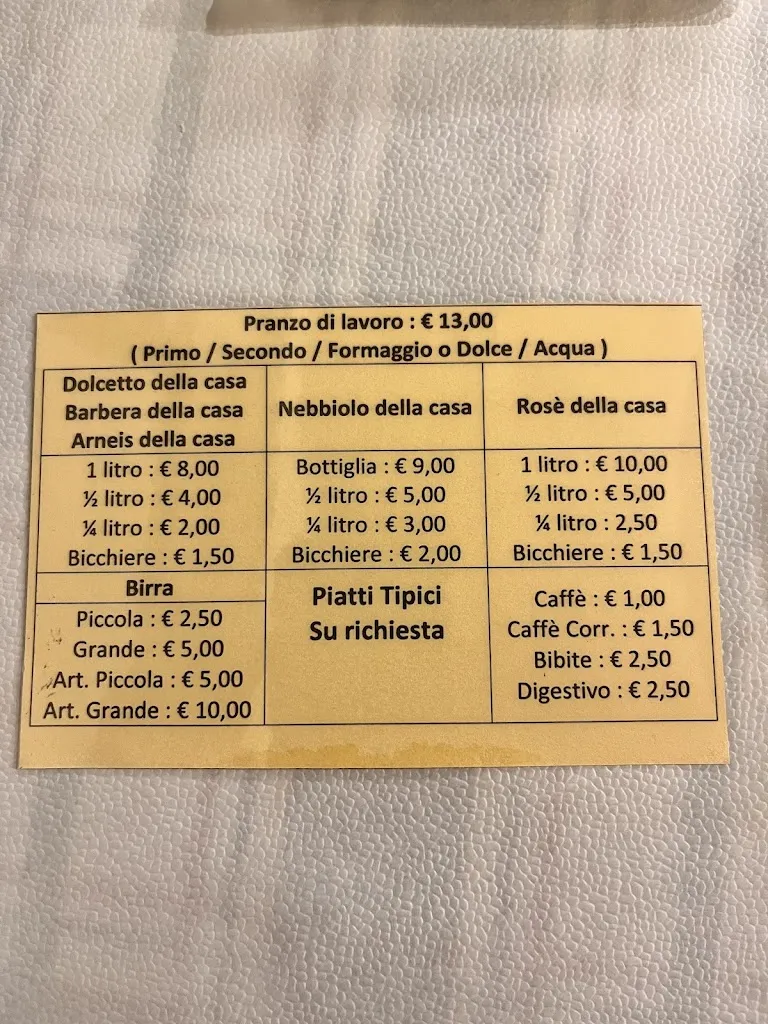 Pranzo di lavoro : € 13,00
( Primo / Secondo / Formaggio o Dolce / Acqua )
Dolcetto della casa
Barbera della casa
Arneis della casa
1 litro : € 8,00
½ litro : € 4,00
¼ litro : € 2,00
Bicchiere : € 1,50
Nebbiolo della casa
Bottiglia : € 9,00
½ litro : € 5,00
¼ litro : € 3,00
Bicchiere : € 2,00
Rosè della casa
1 litro : € 10,00
½ litro : € 5,00
¼ litro : 2,50
Bicchiere : € 1,50
Birra
Piccola : € 2,50
Grande : € 5,00
Art. Piccola : € 5,00
Art. Grande : € 10,00
Piatti Tipici
Su richiesta
Caffè : € 1,00
Caffè Corr. : € 1,50
Bibite : € 2,50
Digestivo : € 2,50